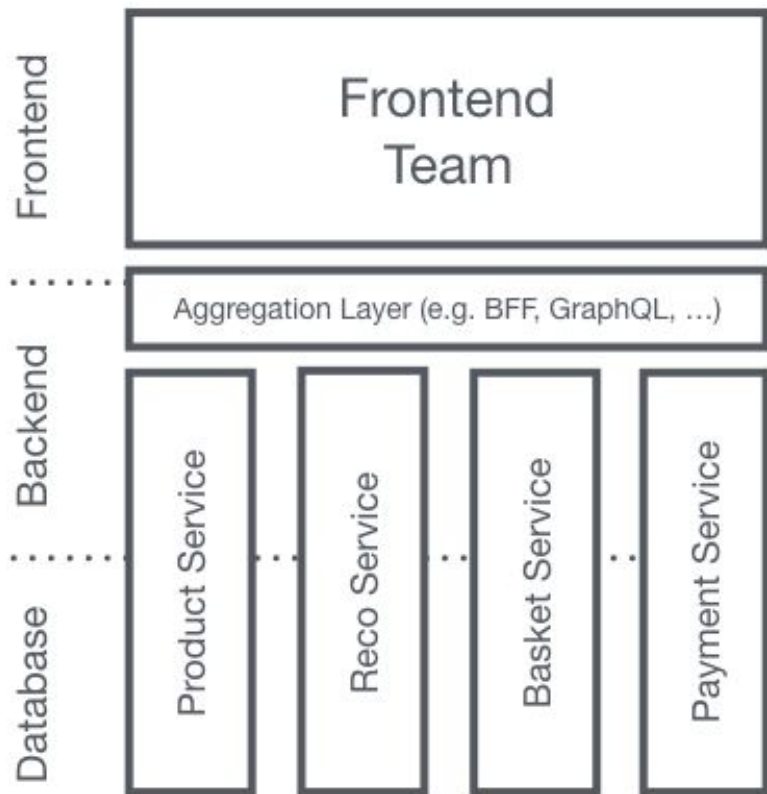 Frontend
Frontend
Team
Aggregation Layer (e.g. BFF, GraphQL, ...)
Backend
Product Service
Reco Service
Basket Service
Payment Service
Database